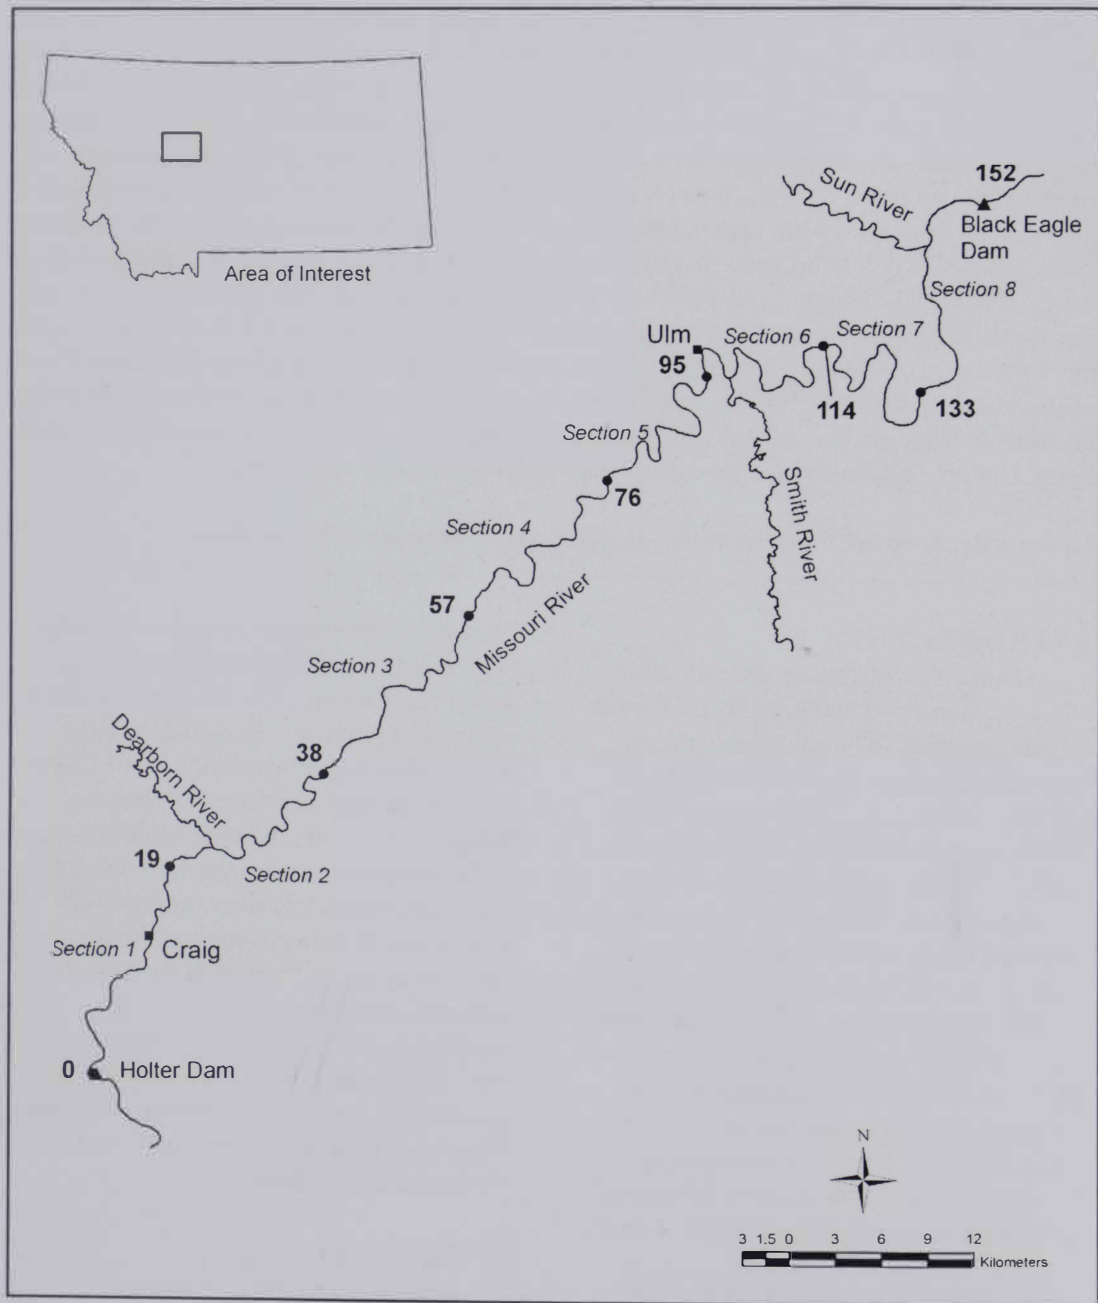 Area of Interest
152
Sun River
Black Eagle
Dam
Section 8
Ulm
Section 6
Section 7
95
114
133
Section 5
76
Smith River
Section 4
57
Missouri River
Section 3
Dearborn River
38
19
Section 2
Section 1
Craig
0
Holter Dam
N
3 1.5 0 3 6 9 12
Kilometers